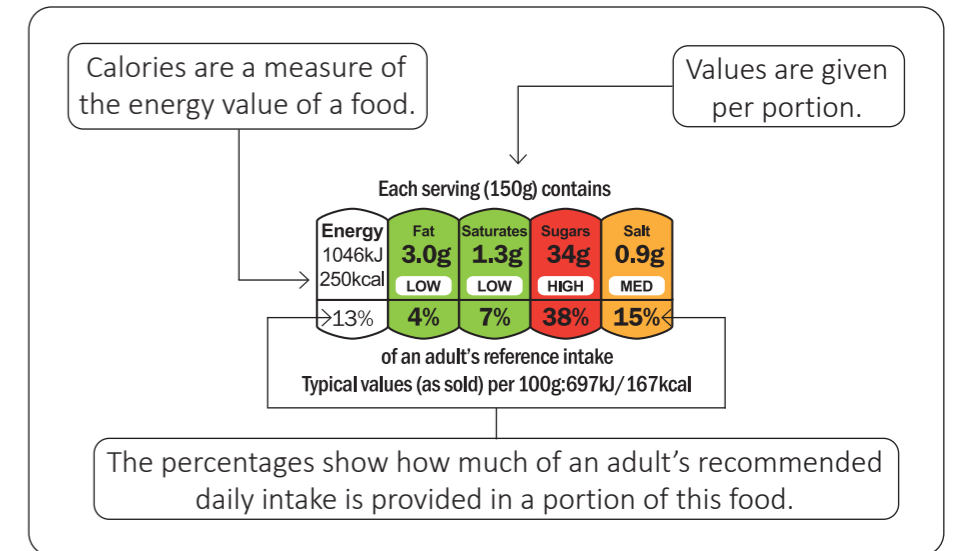 Calories are a measure of
the energy value of a food.
Values are given
per portion.
Each serving (150g) contains
Energy
1046kJ
250kcal
13%
Fat
3.0g
LOW
4%
Saturates
1.3g
LOW
7%
Sugars
34g
HIGH
38%
Salt
0.9g
MED
15%
of an adult's reference intake
Typical values (as sold) per 100g:697kJ/167kcal
The percentages show how much of an adult's recommended
daily intake is provided in a portion of this food.